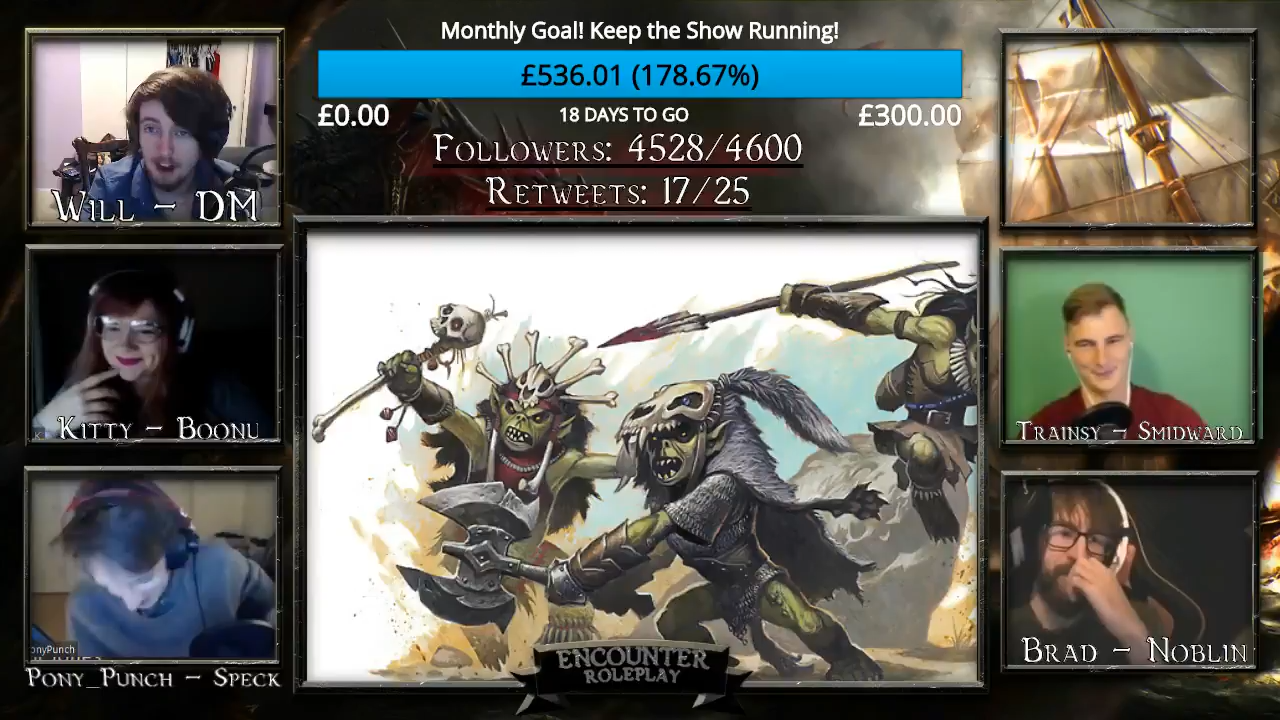 Monthly Goal! Keep the Show Running!
£536.01 (178.67%)
£0.00
18 DAYS TO GO
£300.00
Followers: 4528/4600
Retweets: 17/25
Will - DM
Kitty - Boonu
Trainsy - Smidward
onyPunch
Pony_Punch - Speck
Brad - Noblin
ENCOUNTER
ROLEPLAY